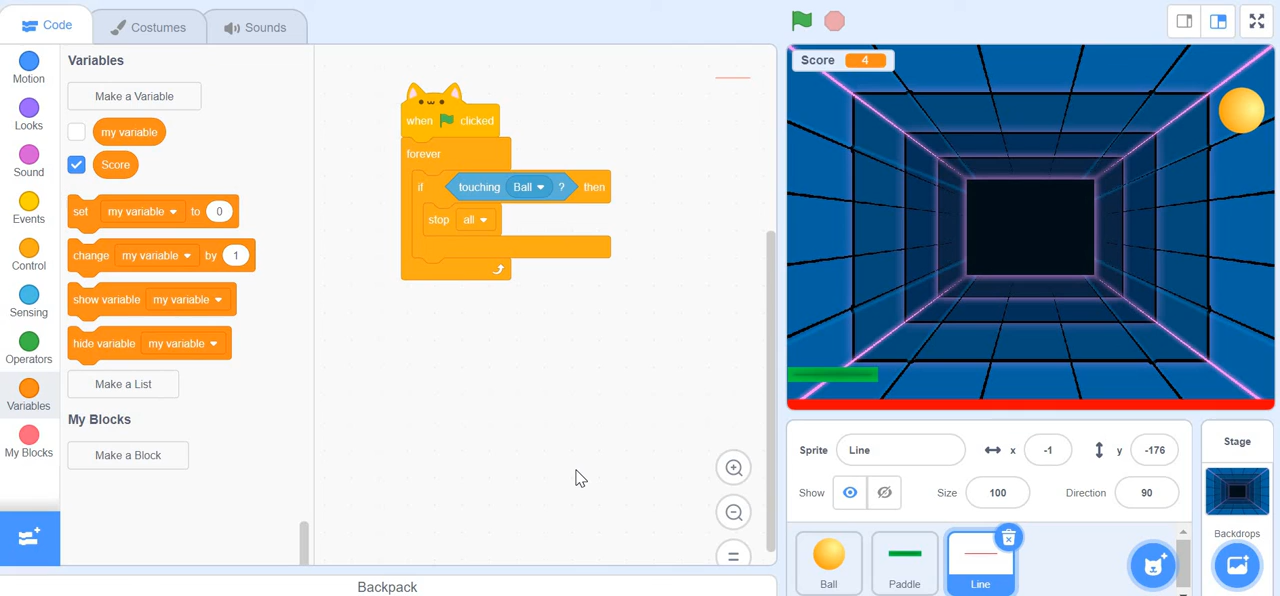 Code
Costumes
Sounds
Motion
Looks
Sound
Events
Control
Sensing
Operators
Variables
My Blocks
Variables
Make a Variable
my variable
Score
set my variable to 0
change my variable by 1
show variable my variable
hide variable my variable
Make a List
My Blocks
Make a Block
when clicked
forever
if touching Ball ? then
stop all
Backpack
Score 4
Sprite Line x -1 y -176
Show Size 100 Direction 90
Ball
Paddle
Line
Stage
Backdrops